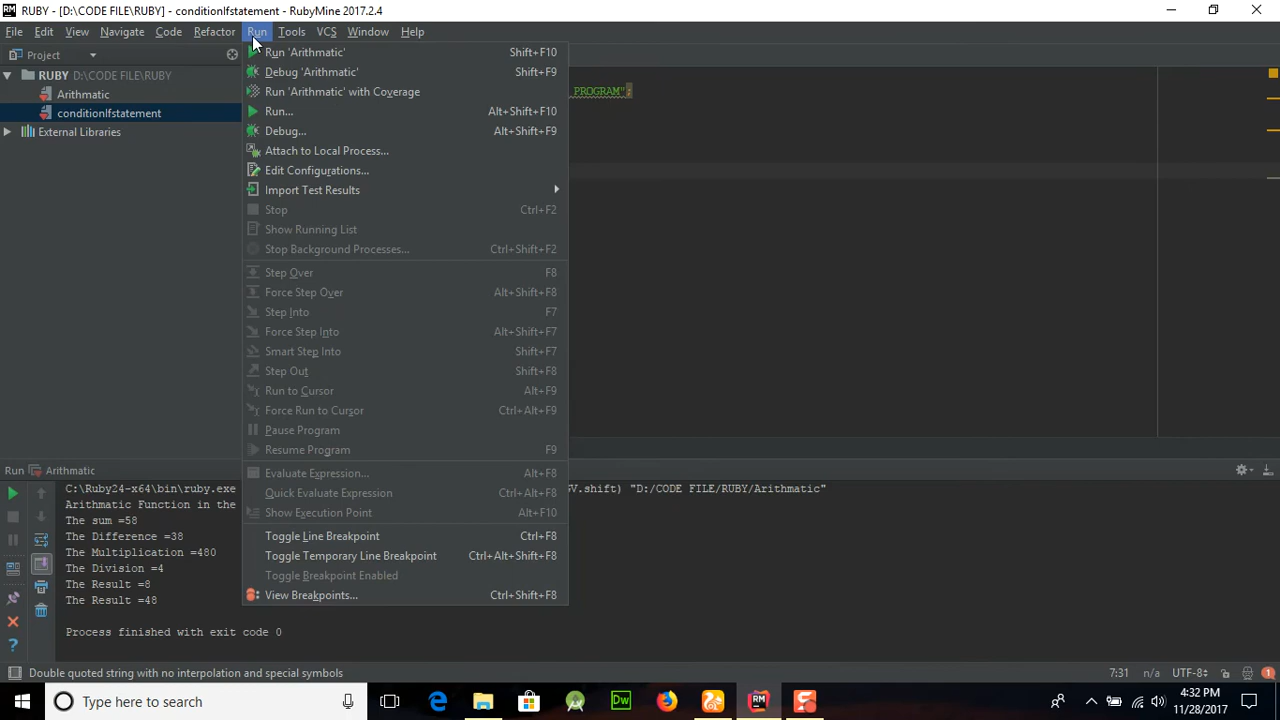 RM RUBY - [D:\CODE FILE\RUBY] - conditionIfstatement - RubyMine 2017.2.4
File Edit View Navigate Code Refactor Run Tools VCS Window Help
Project
Run 'Arithmatic' Shift+F10
RUBY D:\CODE FILE\RUBY
Debug 'Arithmatic' Shift+F9
Arithmatic
Run 'Arithmatic' with Coverage
PROGRAM";
conditionIfstatement
Run... Alt+Shift+F10
External Libraries
Debug... Alt+Shift+F9
Attach to Local Process...
Edit Configurations...
Import Test Results
Stop Ctrl+F2
Show Running List
Stop Background Processes... Ctrl+Shift+F2
Step Over F8
Force Step Over Alt+Shift+F8
Step Into F7
Force Step Into Alt+Shift+F7
Smart Step Into Shift+F7
Step Out Shift+F8
Run to Cursor Alt+F9
Force Run to Cursor Ctrl+Alt+F9
Pause Program
Resume Program F9
Evaluate Expression... Alt+F8
Quick Evaluate Expression Ctrl+Alt+F8
Show Execution Point Alt+F10
Toggle Line Breakpoint Ctrl+F8
Toggle Temporary Line Breakpoint Ctrl+Alt+Shift+F8
Toggle Breakpoint Enabled
View Breakpoints... Ctrl+Shift+F8
Run Arithmatic
C:\Ruby24-x64\bin\ruby.exe GV.shift) "D:/CODE FILE/RUBY/Arithmatic"
Arithmatic Function in the
The sum =58
The Difference =38
The Multiplication =480
The Division =4
The Result =8
The Result =48
Process finished with exit code 0
Double quoted string with no interpolation and special symbols 7:31 n/a UTF-8 1
Type here to search Dw RM 4:32 PM
11/28/2017